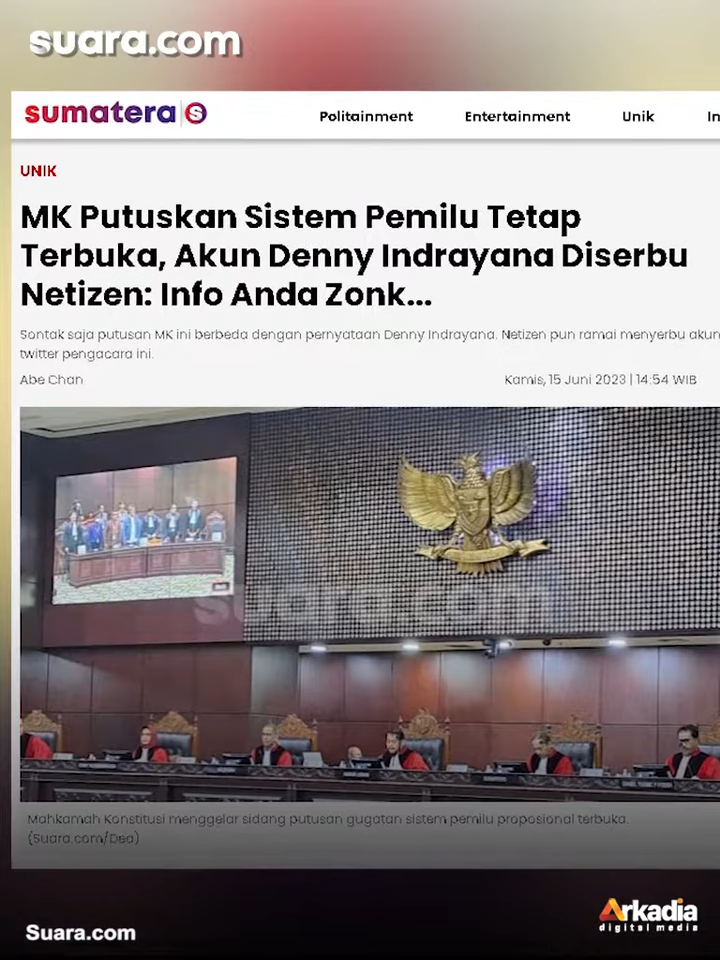 suara.com
sumatera S
Politainment Entertainment Unik
UNIK
MK Putuskan Sistem Pemilu Tetap
Terbuka, Akun Denny Indrayana Diserbu
Netizen: Info Anda Zonk...
Sontak saja putusan MK ini berbeda dengan pernyataan Denny Indrayana. Netizen pun ramai menyerbu akun
twitter pengacara ini.
Abe Chan
Kamis, 15 Juni 2023 | 14:54 WIB
suara.com
Mahkamah Konstitusi menggelar sidang putusan gugatan sistem pemilu proposional terbuka.
(Suara.com/Dea)
Suara.com
Arkadia
digital media